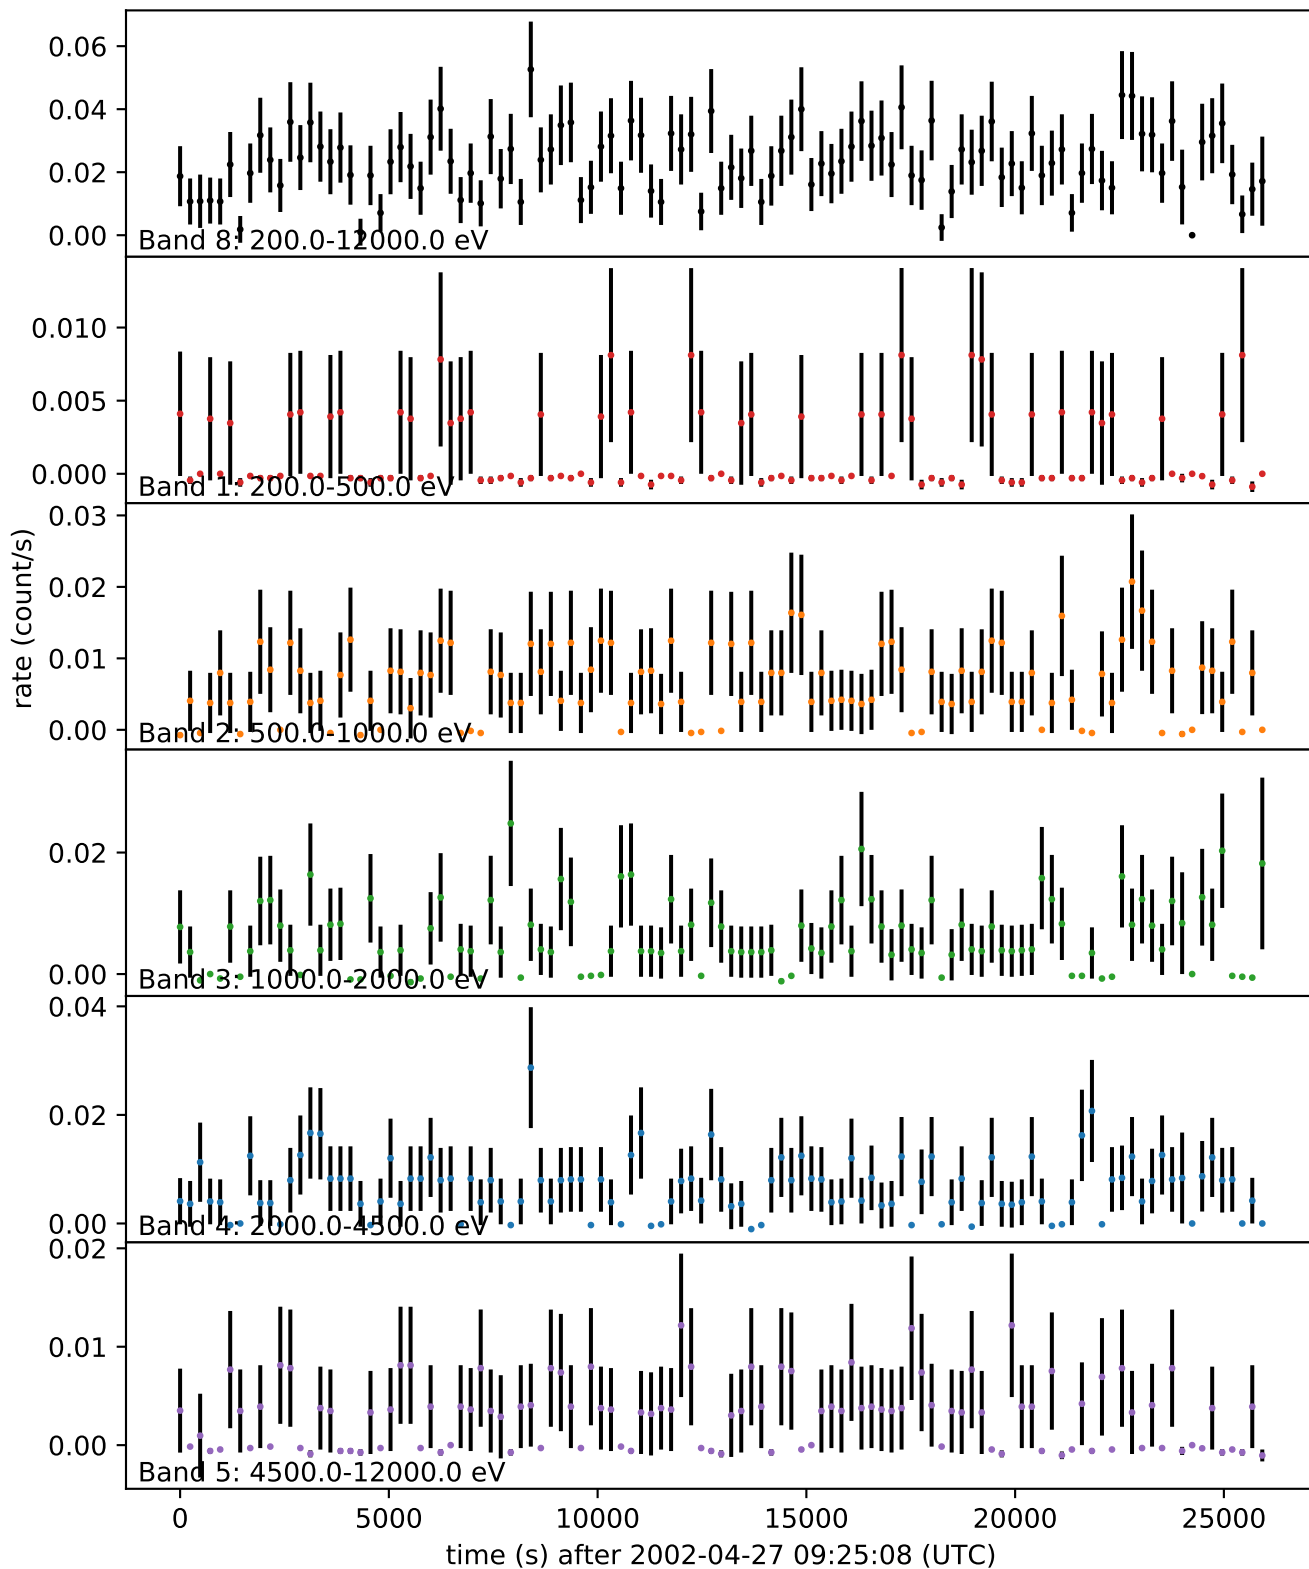 0.06
0.04
0.02
0.00
Band 8: 200.0-12000.0 eV
0.010
0.005
0.000
Band 1: 200.0-500.0 eV
0.03
0.02
0.01
0.00
Band 2: 500.0-1000.0 eV
rate (count/s)
0.02
0.00
Band 3: 1000.0-2000.0 eV
0.04
0.02
0.00
Band 4: 2000.0-4500.0 eV
0.02
0.01
0.00
Band 5: 4500.0-12000.0 eV
0 5000 10000 15000 20000 25000
time (s) after 2002-04-27 09:25:08 (UTC)